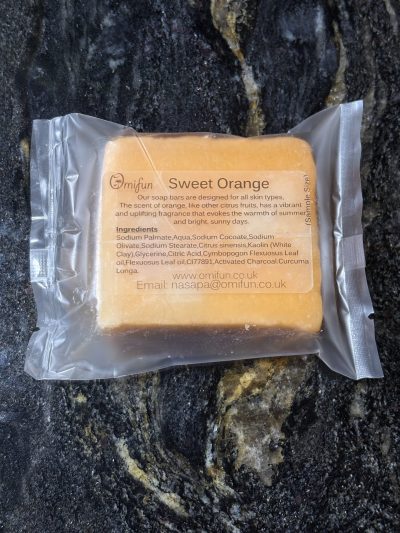 Omifun Sweet Orange
Our soap bars are designed for all skin types,
The scent of orange, like other citrus fruits, has a vibrant
and uplifting fragrance that evokes the warmth of summer
and bright, sunny days.
Ingredients
Sodium Palmate,Aqua,Sodium Cocoate,Sodium
Olivate,Sodium Stearate,Citrus sinensis,Kaolin (White
Clay),Glycerine,Citric Acid,Cymbopogon Flexuosus Leaf
oil,Flexuosus Leaf oil,CI77891,Activated Charcoal,Curcuma
Longa.
www.omifun.co.uk
Email: nasapa@omifun.co.uk
(Sample Size)